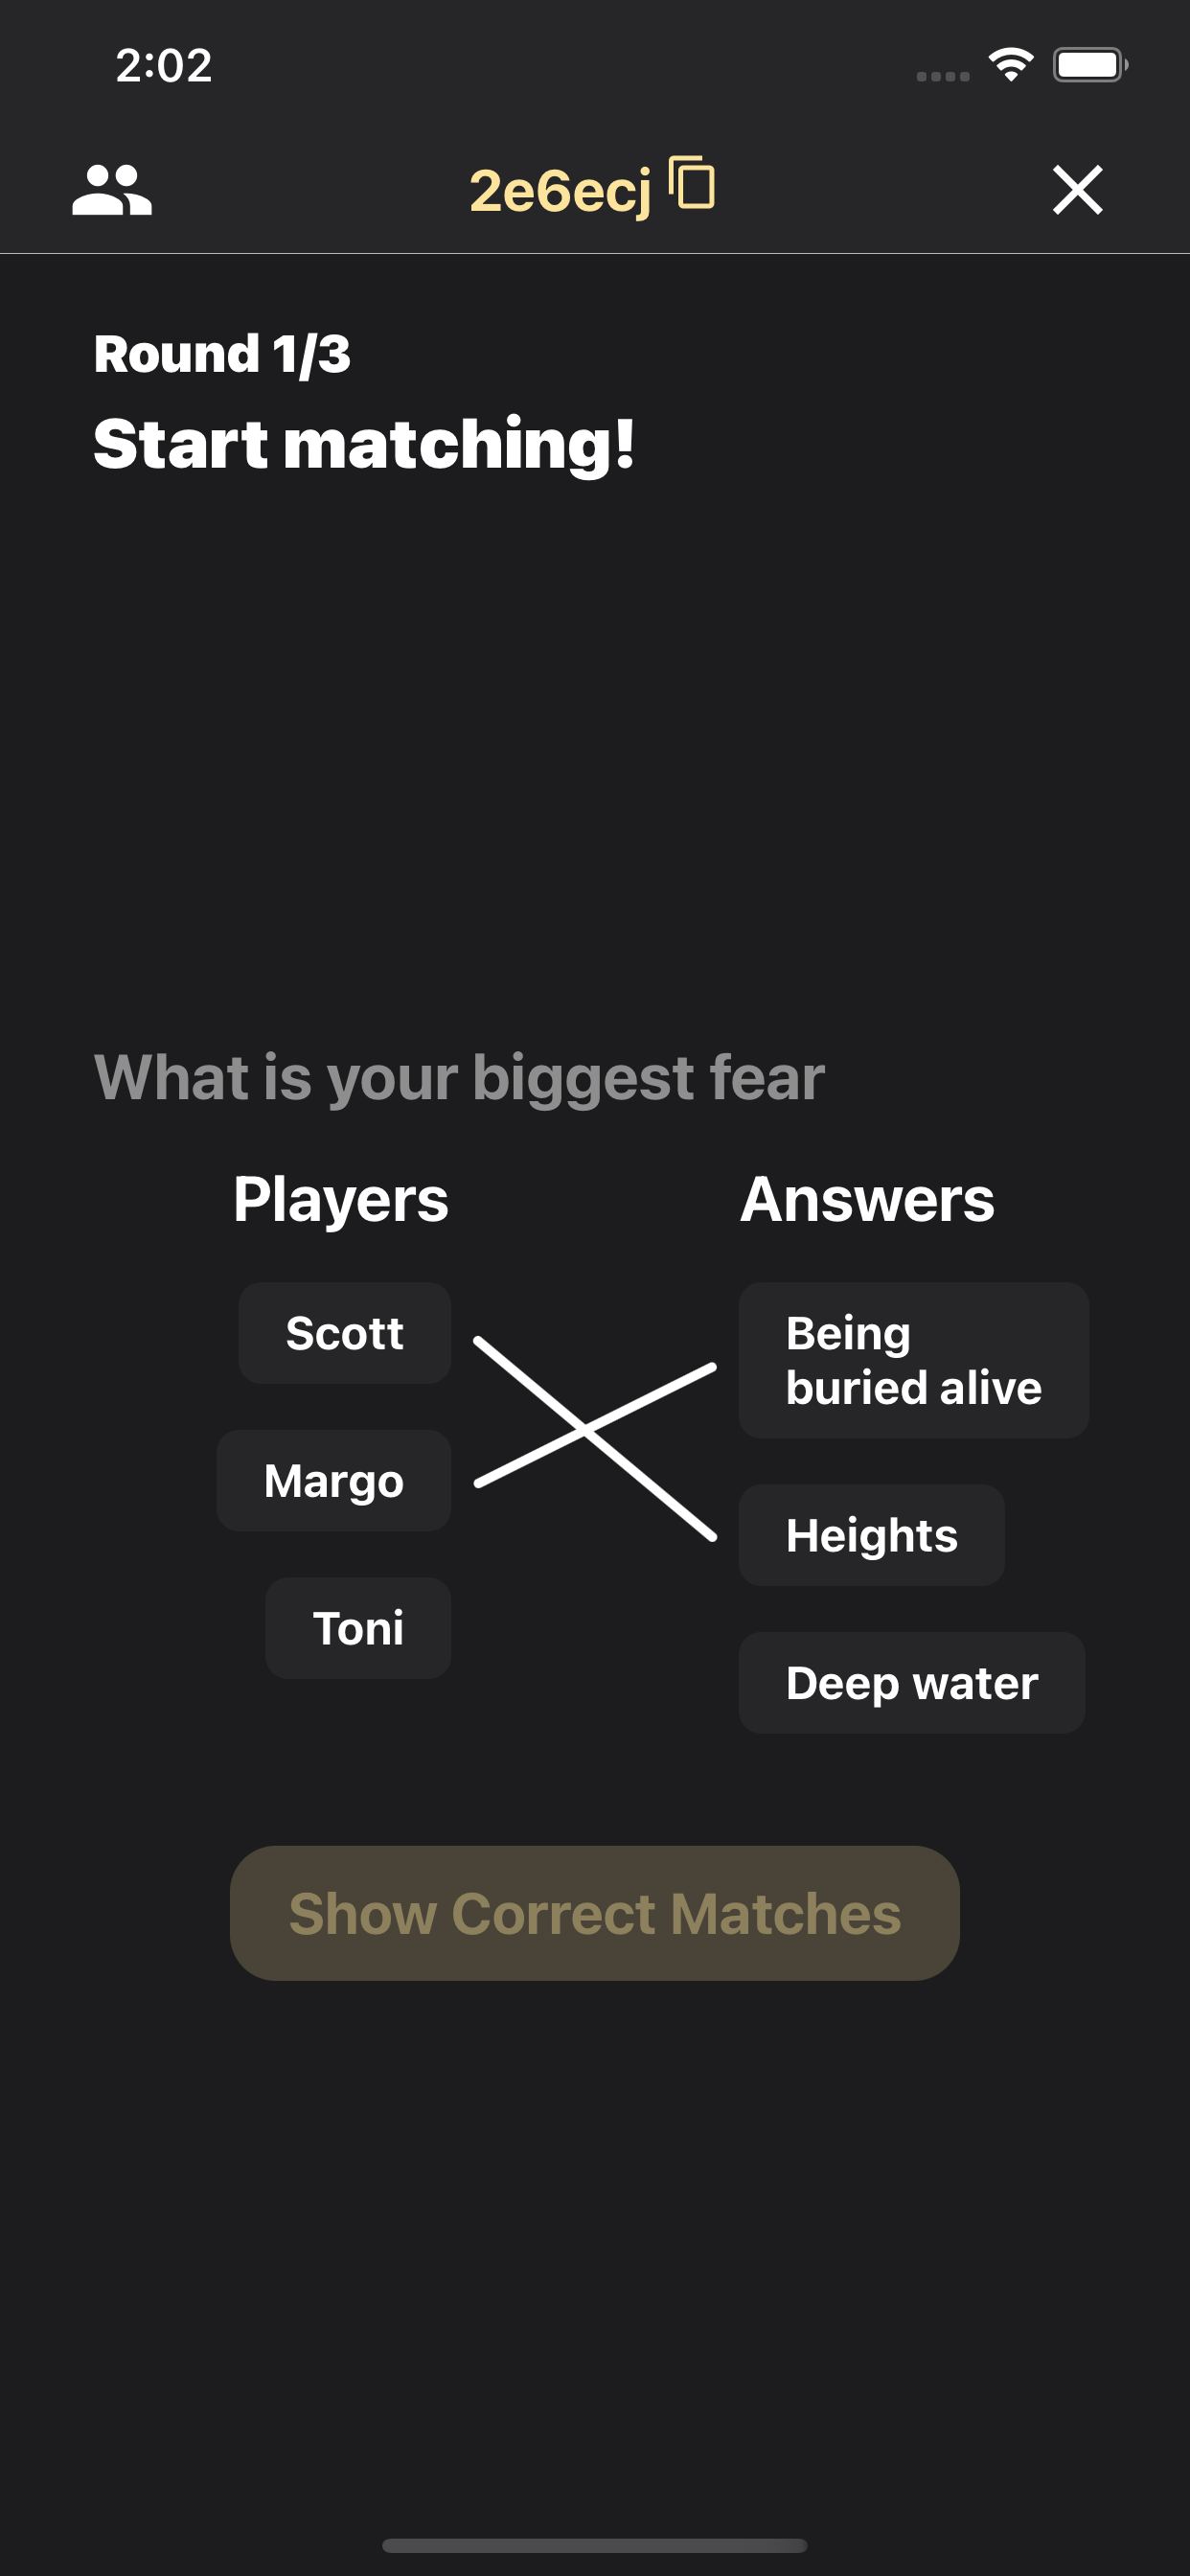 2:02
2e6ecj
Round 1/3
Start matching!
What is your biggest fear
Players
Answers
Scott
Being
buried alive
Margo
Heights
Toni
Deep water
Show Correct Matches